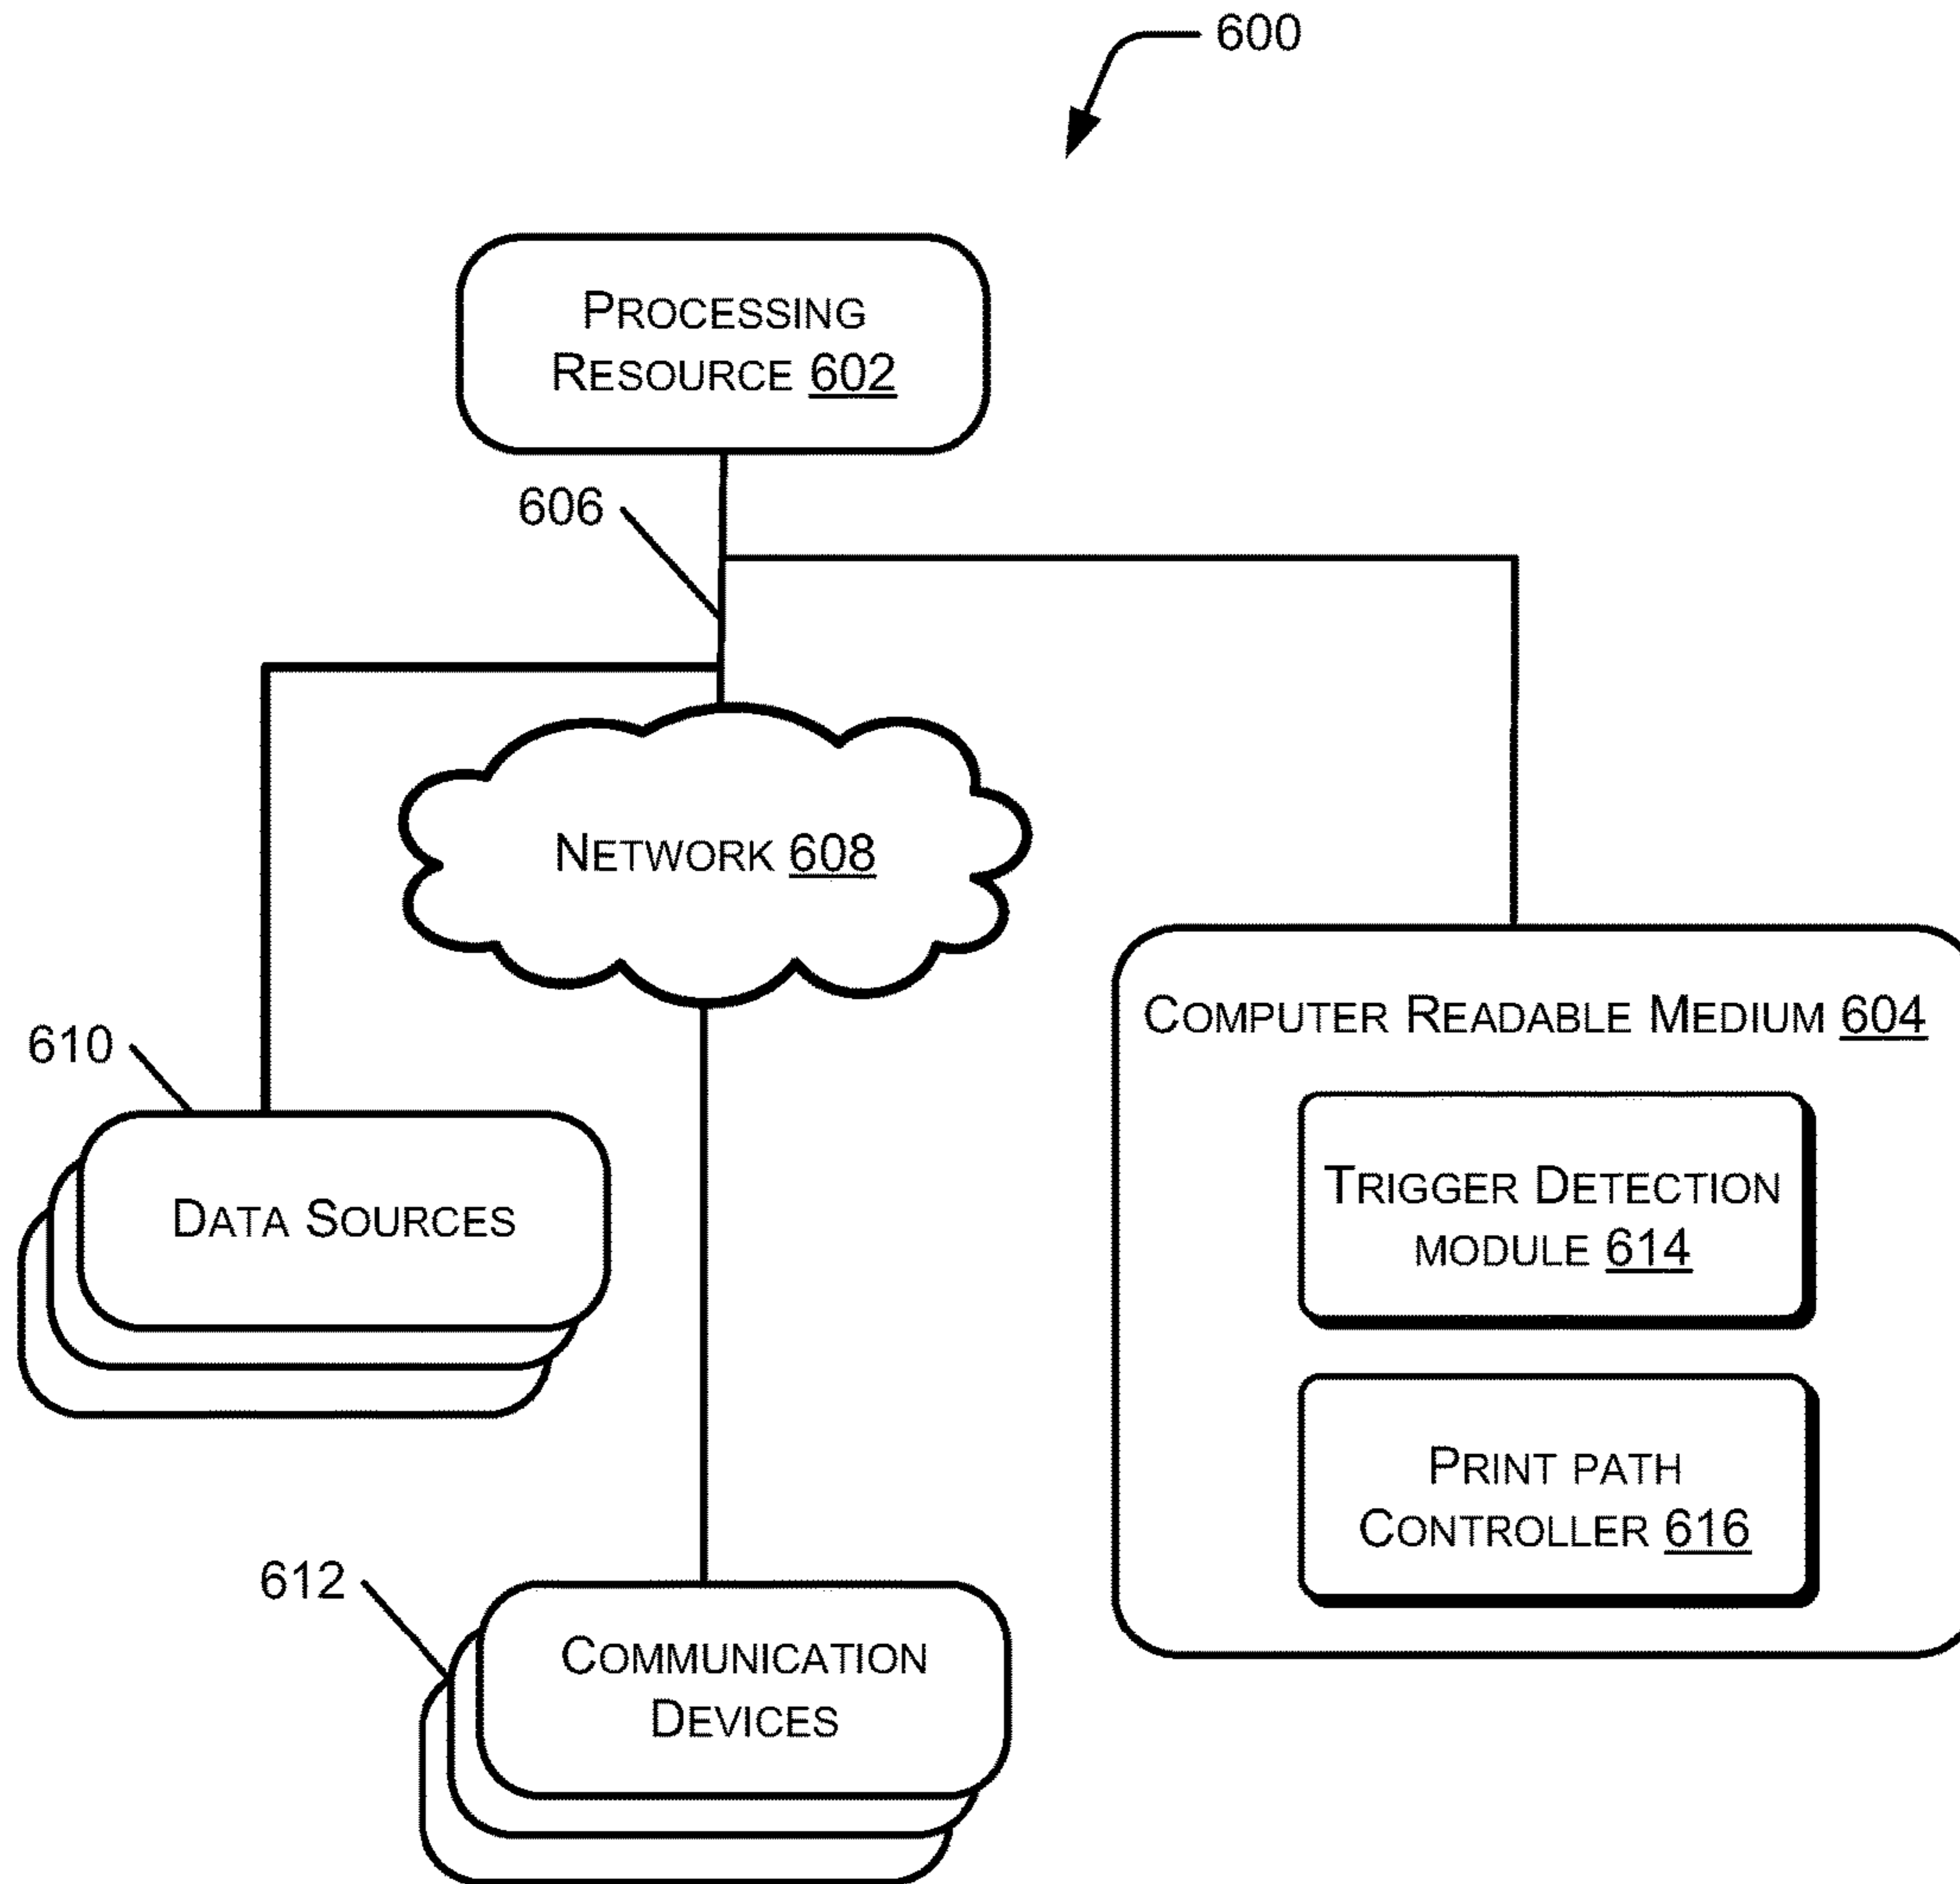 600
PROCESSING
RESOURCE 602
606
NETWORK 608
COMPUTER READABLE MEDIUM 604
610
DATA SOURCES
TRIGGER DETECTION
MODULE 614
PRINT PATH
CONTROLLER 616
612
COMMUNICATION
DEVICES